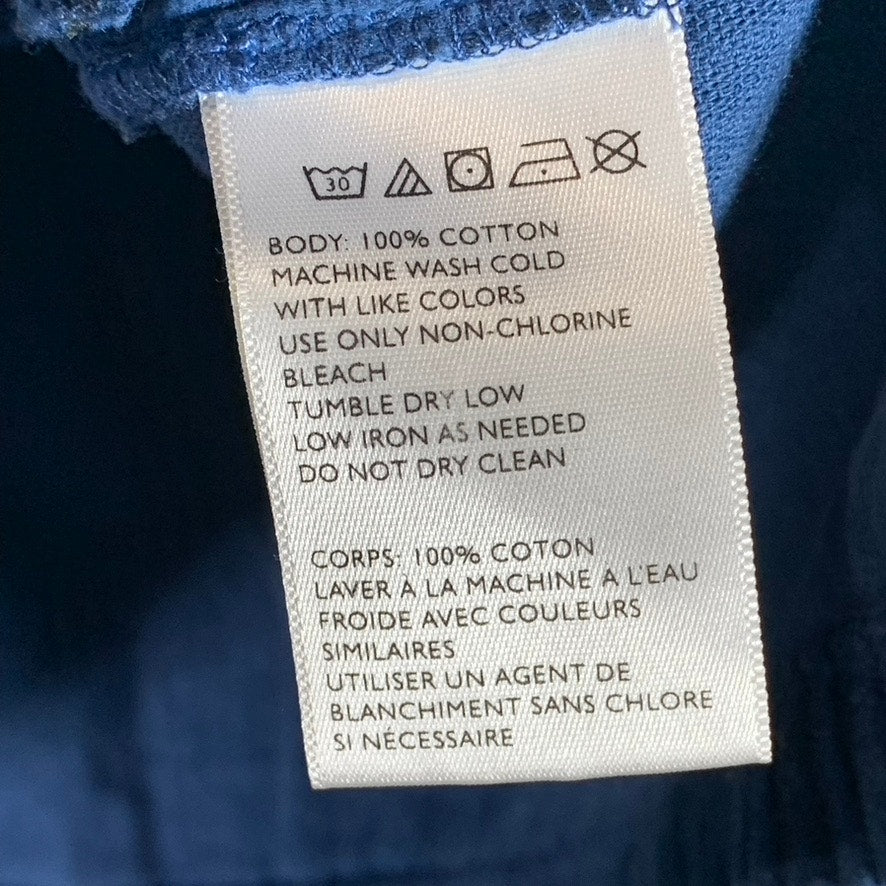 30
BODY: 100% COTTON
MACHINE WASH COLD
WITH LIKE COLORS
USE ONLY NON-CHLORINE
BLEACH
TUMBLE DRY LOW
LOW IRON AS NEEDED
DO NOT DRY CLEAN
CORPS: 100% COTON
LAVER À LA MACHINE A L'EAU
FROIDE AVEC COULEURS
SIMILAIRES
UTILISER UN AGENT DE
BLANCHIMENT SANS CHLORE
SI NÉCESSAIRE